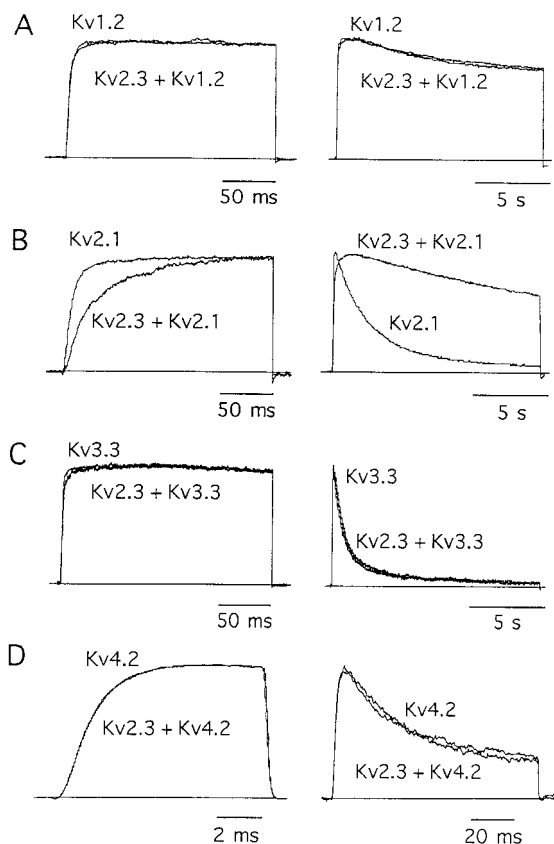 A
Kv1.2
Kv2.3 + Kv1.2
50 ms
Kv1.2
Kv2.3 + Kv1.2
5 s
B
Kv2.1
Kv2.3 + Kv2.1
50 ms
Kv2.3 + Kv2.1
Kv2.1
5 s
C
Kv3.3
Kv2.3 + Kv3.3
50 ms
Kv3.3
Kv2.3 + Kv3.3
5 s
D
Kv4.2
Kv2.3 + Kv4.2
2 ms
Kv4.2
Kv2.3 + Kv4.2
20 ms